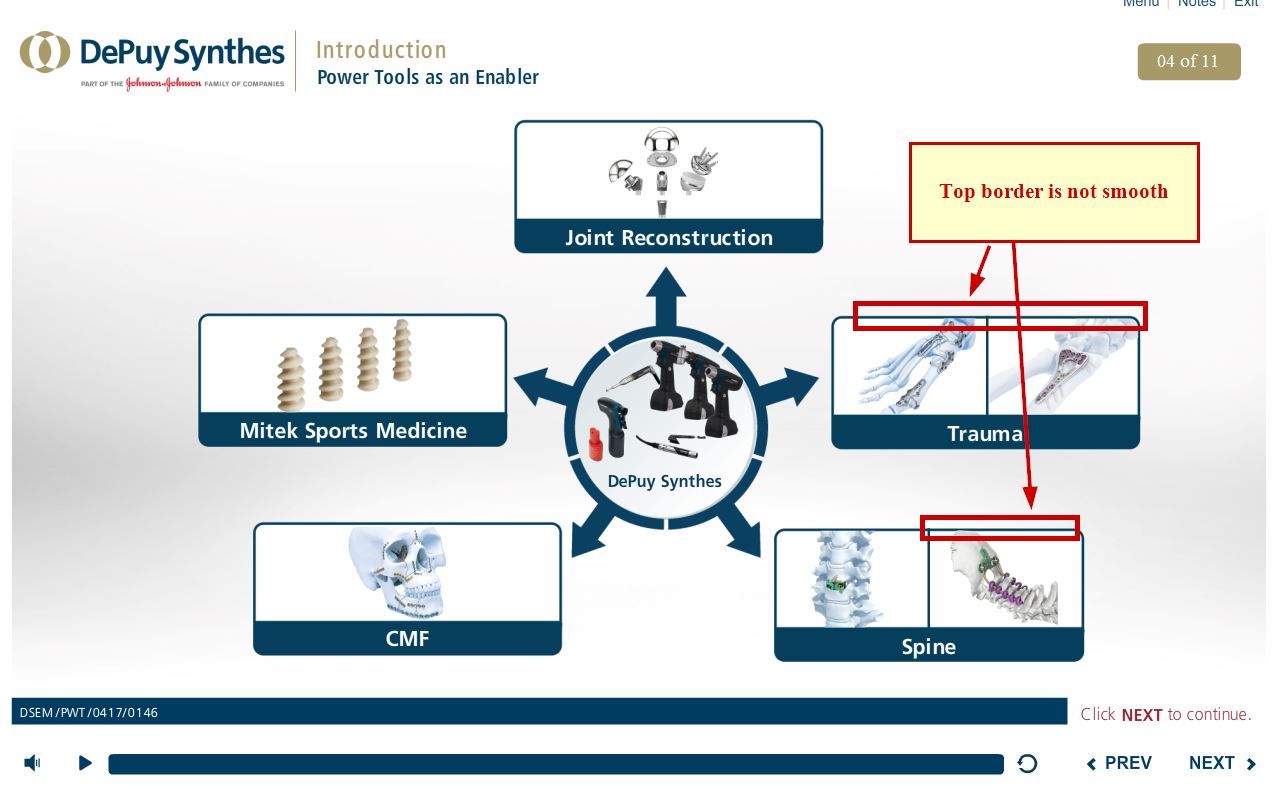 Menu | Notes | Exit
DePuy Synthes
PART OF THE Johnson & Johnson FAMILY OF COMPANIES
Introduction
Power Tools as an Enabler
04 of 11
Joint Reconstruction
Top border is not smooth
Mitek Sports Medicine
Trauma
DePuy Synthes
CMF
Spine
DSEM/PWT/0417/0146
Click NEXT to continue.
PREV
NEXT